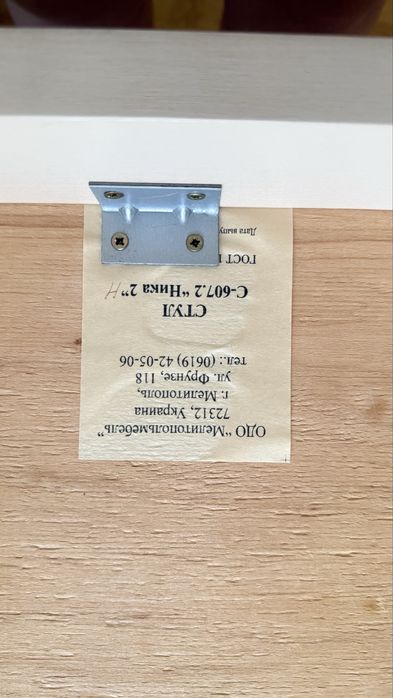 ОДО "Мелитопольмебель"
72312, Украина
г. Мелитополь,
ул. Фрунзе, 118
тел.: (0619) 42-05-06
СТУЛ
С-607.2 "Ника 2" Н
ГОСТ
Дата